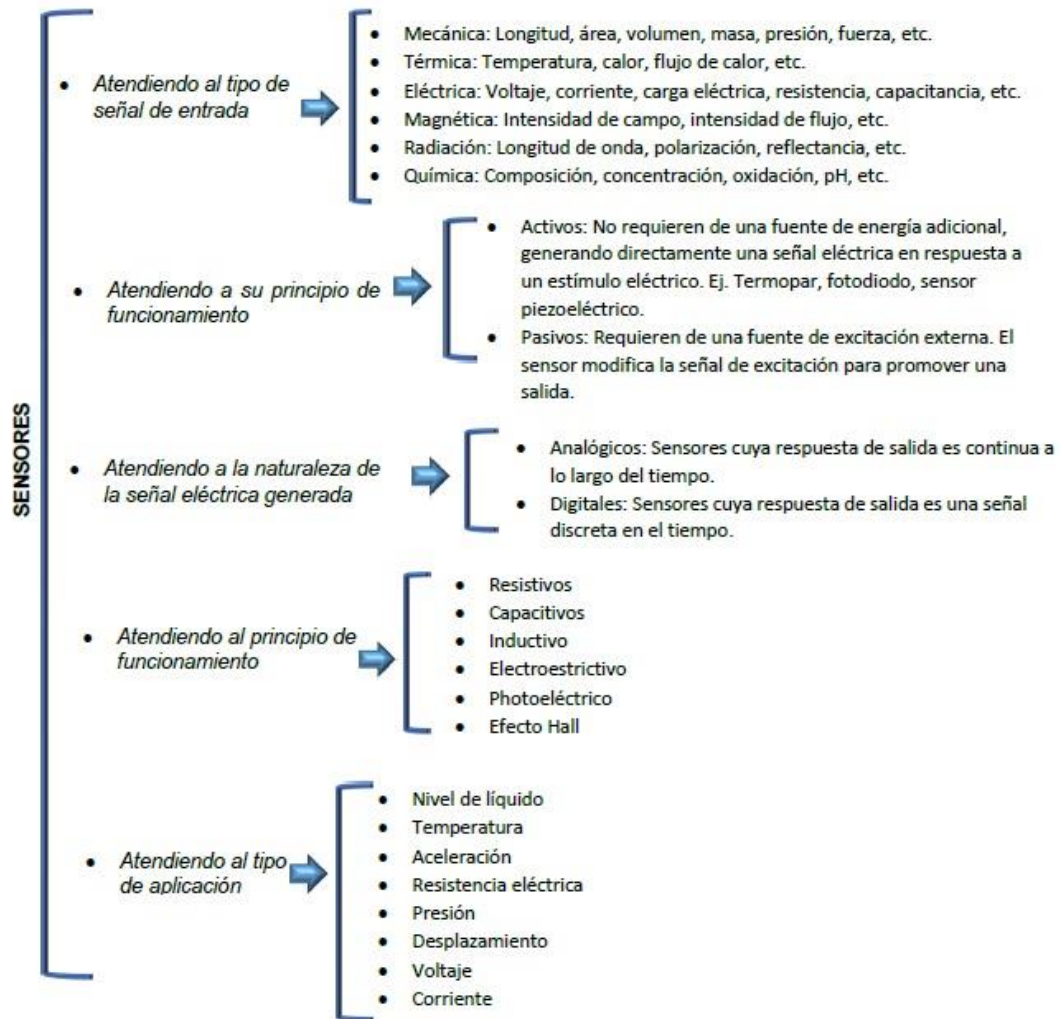 SENSORES
• Atendiendo al tipo de
señal de entrada
• Mecánica: Longitud, área, volumen, masa, presión, fuerza, etc.
• Térmica: Temperatura, calor, flujo de calor, etc.
• Eléctrica: Voltaje, corriente, carga eléctrica, resistencia, capacitancia, etc.
• Magnética: Intensidad de campo, intensidad de flujo, etc.
• Radiación: Longitud de onda, polarización, reflectancia, etc.
• Química: Composición, concentración, oxidación, pH, etc.
• Atendiendo a su principio de
funcionamiento
• Activos: No requieren de una fuente de energía adicional,
generando directamente una señal eléctrica en respuesta a
un estímulo eléctrico. Ej. Termopar, fotodiodo, sensor
piezoeléctrico.
• Pasivos: Requieren de una fuente de excitación externa. El
sensor modifica la señal de excitación para promover una
salida.
• Atendiendo a la naturaleza de
la señal eléctrica generada
• Analógicos: Sensores cuya respuesta de salida es continua a
lo largo del tiempo.
• Digitales: Sensores cuya respuesta de salida es una señal
discreta en el tiempo.
• Atendiendo al principio de
funcionamiento
• Resistivos
• Capacitivos
• Inductivo
• Electroestrictivo
• Photoeléctrico
• Efecto Hall
• Atendiendo al tipo
de aplicación
• Nivel de líquido
• Temperatura
• Aceleración
• Resistencia eléctrica
• Presión
• Desplazamiento
• Voltaje
• Corriente